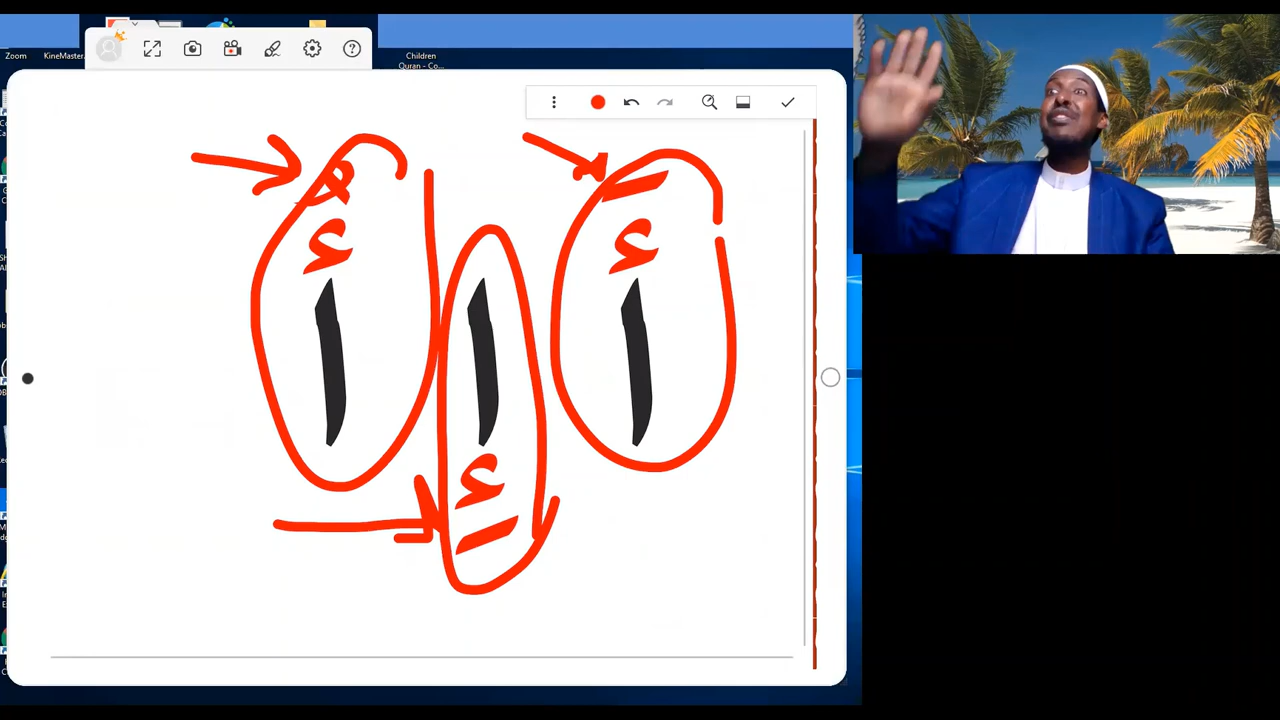 Zoom
KineMaster
Children
Quran - Co...
أَ إِ أُ